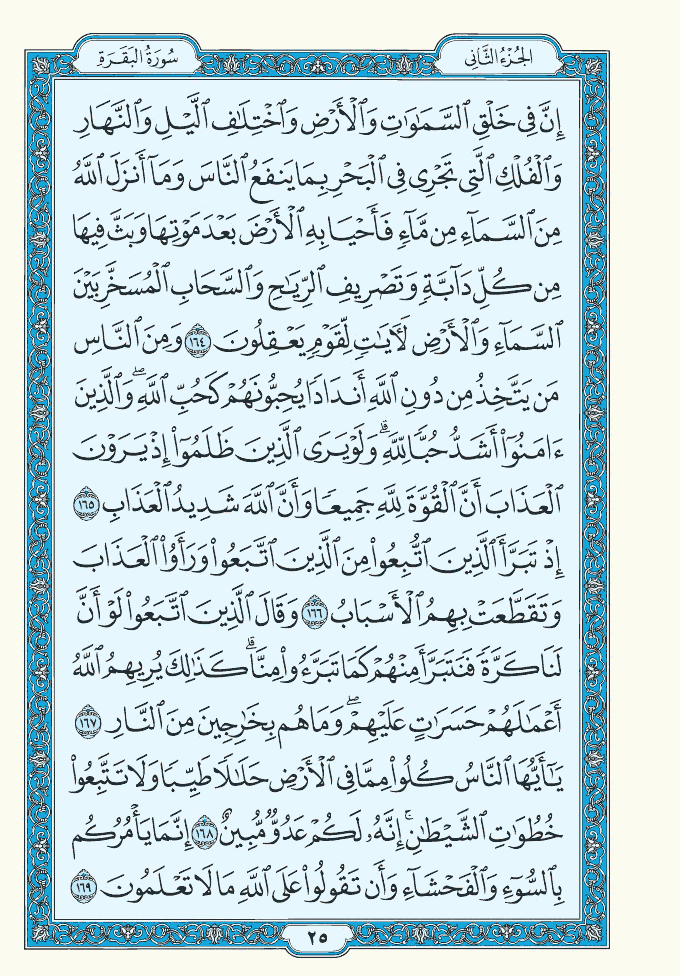 الجُزْءُ الثَّانِي
سُورَةُ البَقَرَةِ
إِنَّ فِى خَلْقِ ٱلسَّمَٰوَٰتِ وَٱلْأَرْضِ وَٱخْتِلَٰفِ ٱلَّيْلِ وَٱلنَّهَارِ
وَٱلْفُلْكِ ٱلَّتِى تَجْرِى فِى ٱلْبَحْرِ بِمَا يَنفَعُ ٱلنَّاسَ وَمَآ أَنزَلَ ٱللَّهُ
مِنَ ٱلسَّمَآءِ مِن مَّآءٍ فَأَحْيَا بِهِ ٱلْأَرْضَ بَعْدَ مَوْتِهَا وَبَثَّ فِيهَا
مِن كُلِّ دَآبَّةٍ وَتَصْرِيفِ ٱلرِّيَٰحِ وَٱلسَّحَابِ ٱلْمُسَخَّرِ بَيْنَ
ٱلسَّمَآءِ وَٱلْأَرْضِ لَءَايَٰتٍ لِّقَوْمٍ يَعْقِلُونَ ١٦٤ وَمِنَ ٱلنَّاسِ
مَن يَتَّخِذُ مِن دُونِ ٱللَّهِ أَندَادًا يُحِبُّونَهُمْ كَحُبِّ ٱللَّهِ ۖ وَٱلَّذِينَ
ءَامَنُوٓا۟ أَشَدُّ حُبًّا لِّلَّهِ ۗ وَلَوْ يَرَى ٱلَّذِينَ ظَلَمُوٓا۟ إِذْ يَرَوْنَ
ٱلْعَذَابَ أَنَّ ٱلْقُوَّةَ لِلَّهِ جَمِيعًا وَأَنَّ ٱللَّهَ شَدِيدُ ٱلْعَذَابِ ١٦٥
إِذْ تَبَرَّأَ ٱلَّذِينَ ٱتُّبِعُوا۟ مِنَ ٱلَّذِينَ ٱتَّبَعُوا۟ وَرَأَوُا۟ ٱلْعَذَابَ
وَتَقَطَّعَتْ بِهِمُ ٱلْأَسْبَابُ ١٦٦ وَقَالَ ٱلَّذِينَ ٱتَّبَعُوا۟ لَوْ أَنَّ
لَنَا كَرَّةً فَنَتَبَرَّأَ مِنْهُمْ كَمَا تَبَرَّءُوا۟ مِنَّا ۗ كَذَٰلِكَ يُرِيهِمُ ٱللَّهُ
أَعْمَٰلَهُمْ حَسَرَٰتٍ عَلَيْهِمْ ۖ وَمَا هُم بِخَٰرِجِينَ مِنَ ٱلنَّارِ ١٦٧
يَٰٓأَيُّهَا ٱلنَّاسُ كُلُوا۟ مِمَّا فِى ٱلْأَرْضِ حَلَٰلًا طَيِّبًا وَلَا تَتَّبِعُوا۟
خُطُوَٰتِ ٱلشَّيْطَٰنِ ۚ إِنَّهُۥ لَكُمْ عَدُوٌّ مُّبِينٌ ١٦٨ إِنَّمَا يَأْمُرُكُم
بِٱلسُّوٓءِ وَٱلْفَحْشَآءِ وَأَن تَقُولُوا۟ عَلَى ٱللَّهِ مَا لَا تَعْلَمُونَ ١٦٩
٢٥